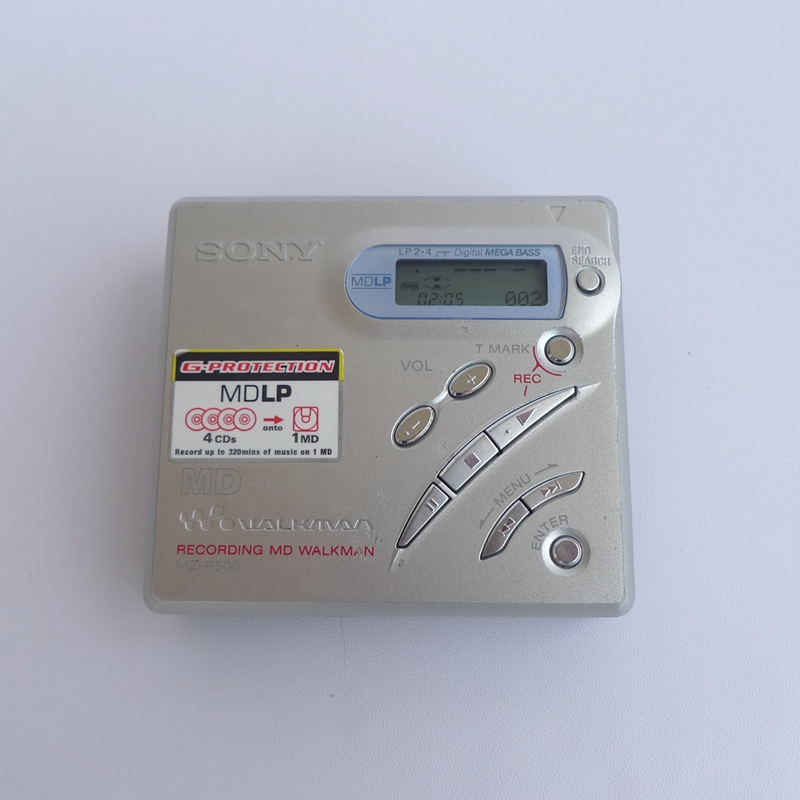 SONY
LP2•4 Digital MEGA BASS
MDLP
02:05 002
END
SEARCH
T MARK
REC
VOL
+
-
G-PROTECTION
MDLP
4 CDs onto 1 MD
Record up to 320mins of music on 1 MD
MD
WALKMAN
RECORDING MD WALKMAN
MZ-R500
MENU
ENTER